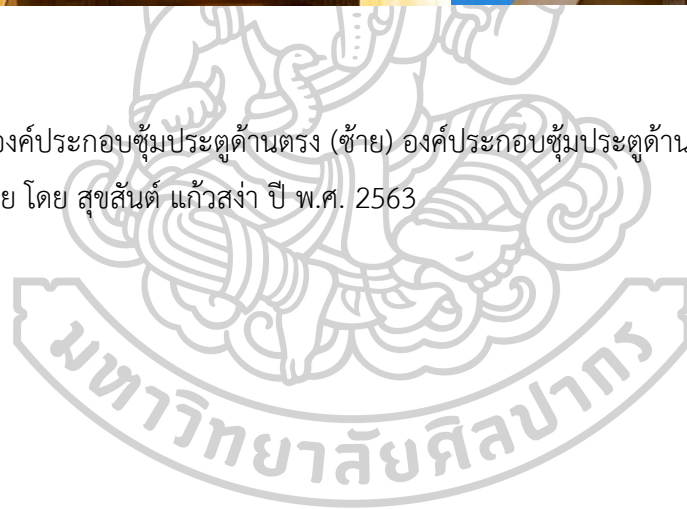 องค์ประกอบซุ้มประตูด้านตรง (ซ้าย) องค์ประกอบซุ้มประตูด้าน
ย โดย สุขสันต์ แก้วสง่า ปี พ.ศ. 2563
มหาวิทยาลัยศิลปากร